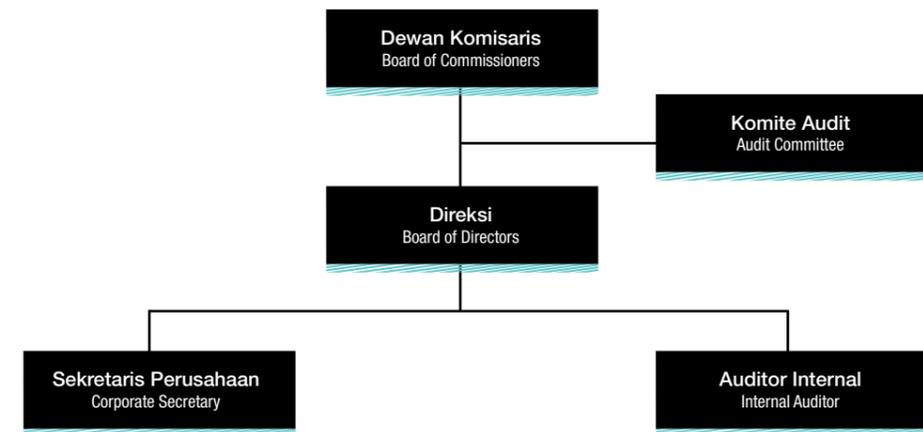 Dewan Komisaris
Board of Commissioners
Komite Audit
Audit Committee
Direksi
Board of Directors
Sekretaris Perusahaan
Corporate Secretary
Auditor Internal
Internal Auditor